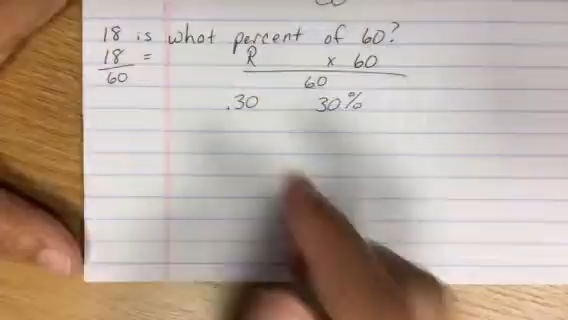 18 is what percent of 60?
18 = R x 60
60 60
.30 30%